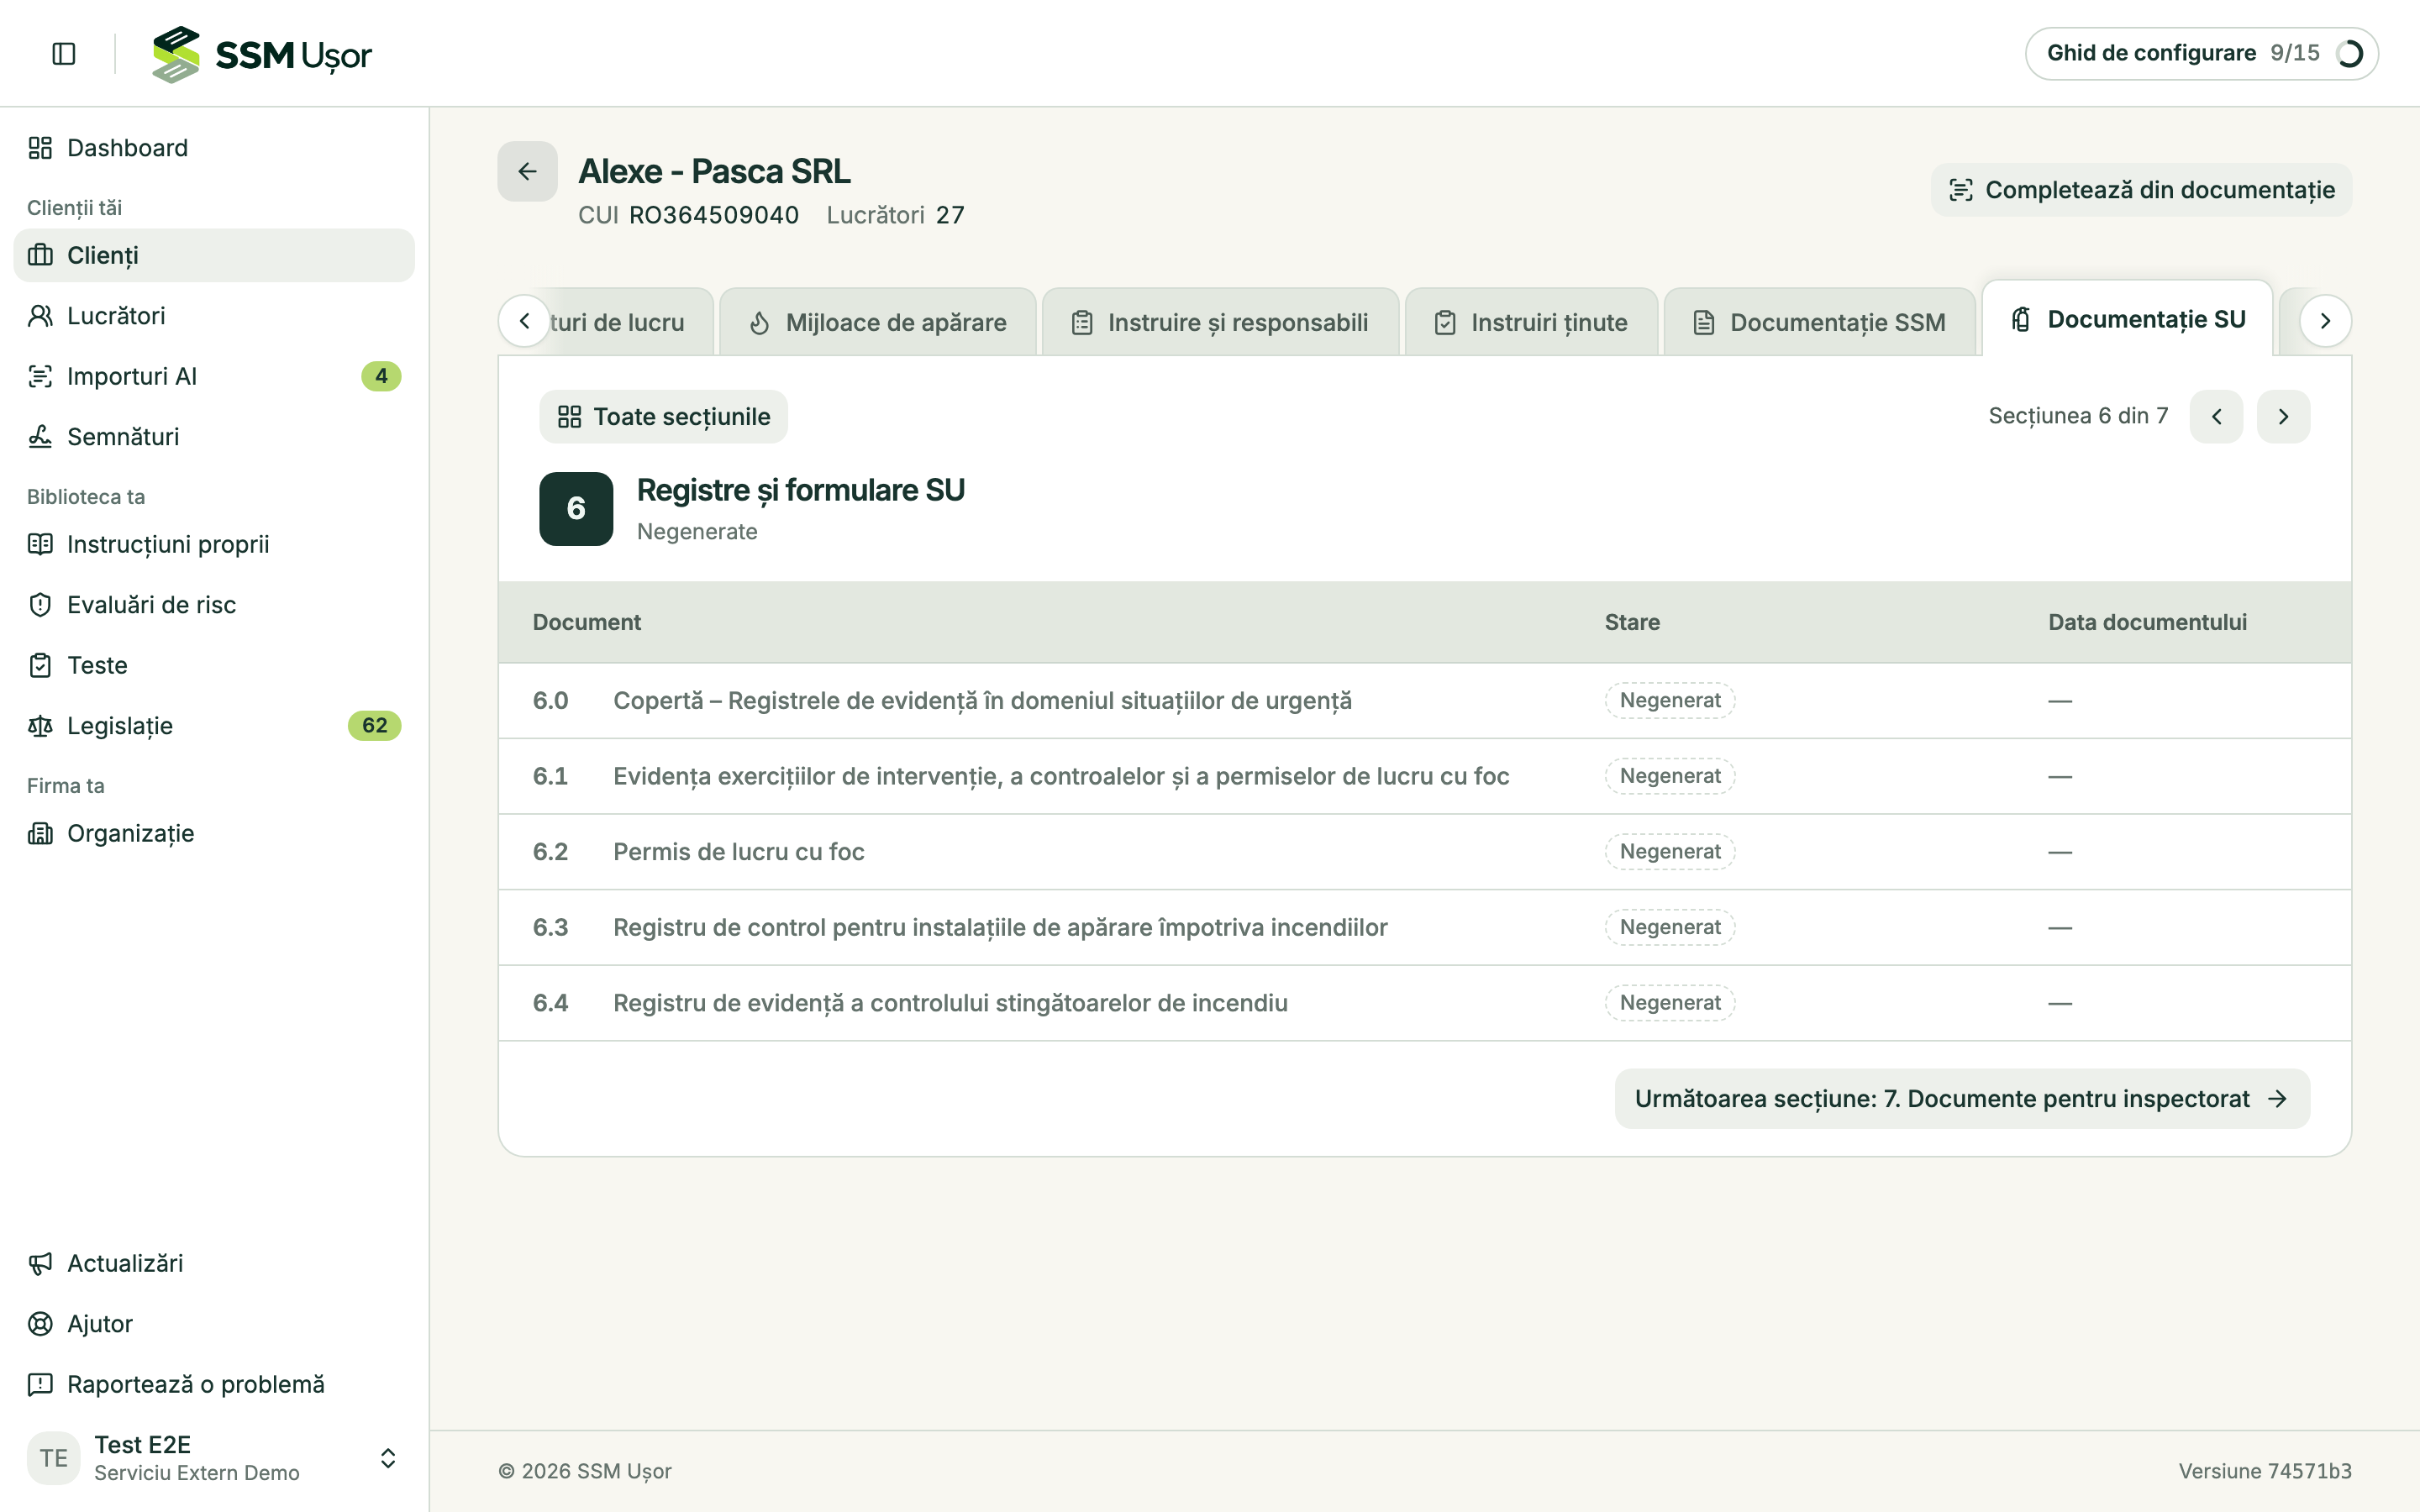 SSM Ușor
Ghid de configurare 9/15
Dashboard
Clienții tăi
Clienți
Lucrători
Importuri AI 4
Semnături
Biblioteca ta
Instrucțiuni proprii
Evaluări de risc
Teste
Legislație 62
Firma ta
Organizație
Actualizări
Ajutor
Raportează o problemă
TE
Test E2E
Serviciu Extern Demo
Alexe - Pasca SRL
CUI RO364509040 Lucrători 27
Completează din documentație
turi de lucru
Mijloace de apărare
Instruire și responsabili
Instruiri ținute
Documentație SSM
Documentație SU
Toate secțiunile
Secțiunea 6 din 7
6
Registre și formulare SU
Negenerate
Document Stare Data documentului
6.0 Copertă – Registrele de evidență în domeniul situațiilor de urgență Negenerat —
6.1 Evidența exercițiilor de intervenție, a controalelor și a permiselor de lucru cu foc Negenerat —
6.2 Permis de lucru cu foc Negenerat —
6.3 Registru de control pentru instalațiile de apărare împotriva incendiilor Negenerat —
6.4 Registru de evidență a controlului stingătoarelor de incendiu Negenerat —
Următoarea secțiune: 7. Documente pentru inspectorat
© 2026 SSM Ușor
Versiune 74571b3